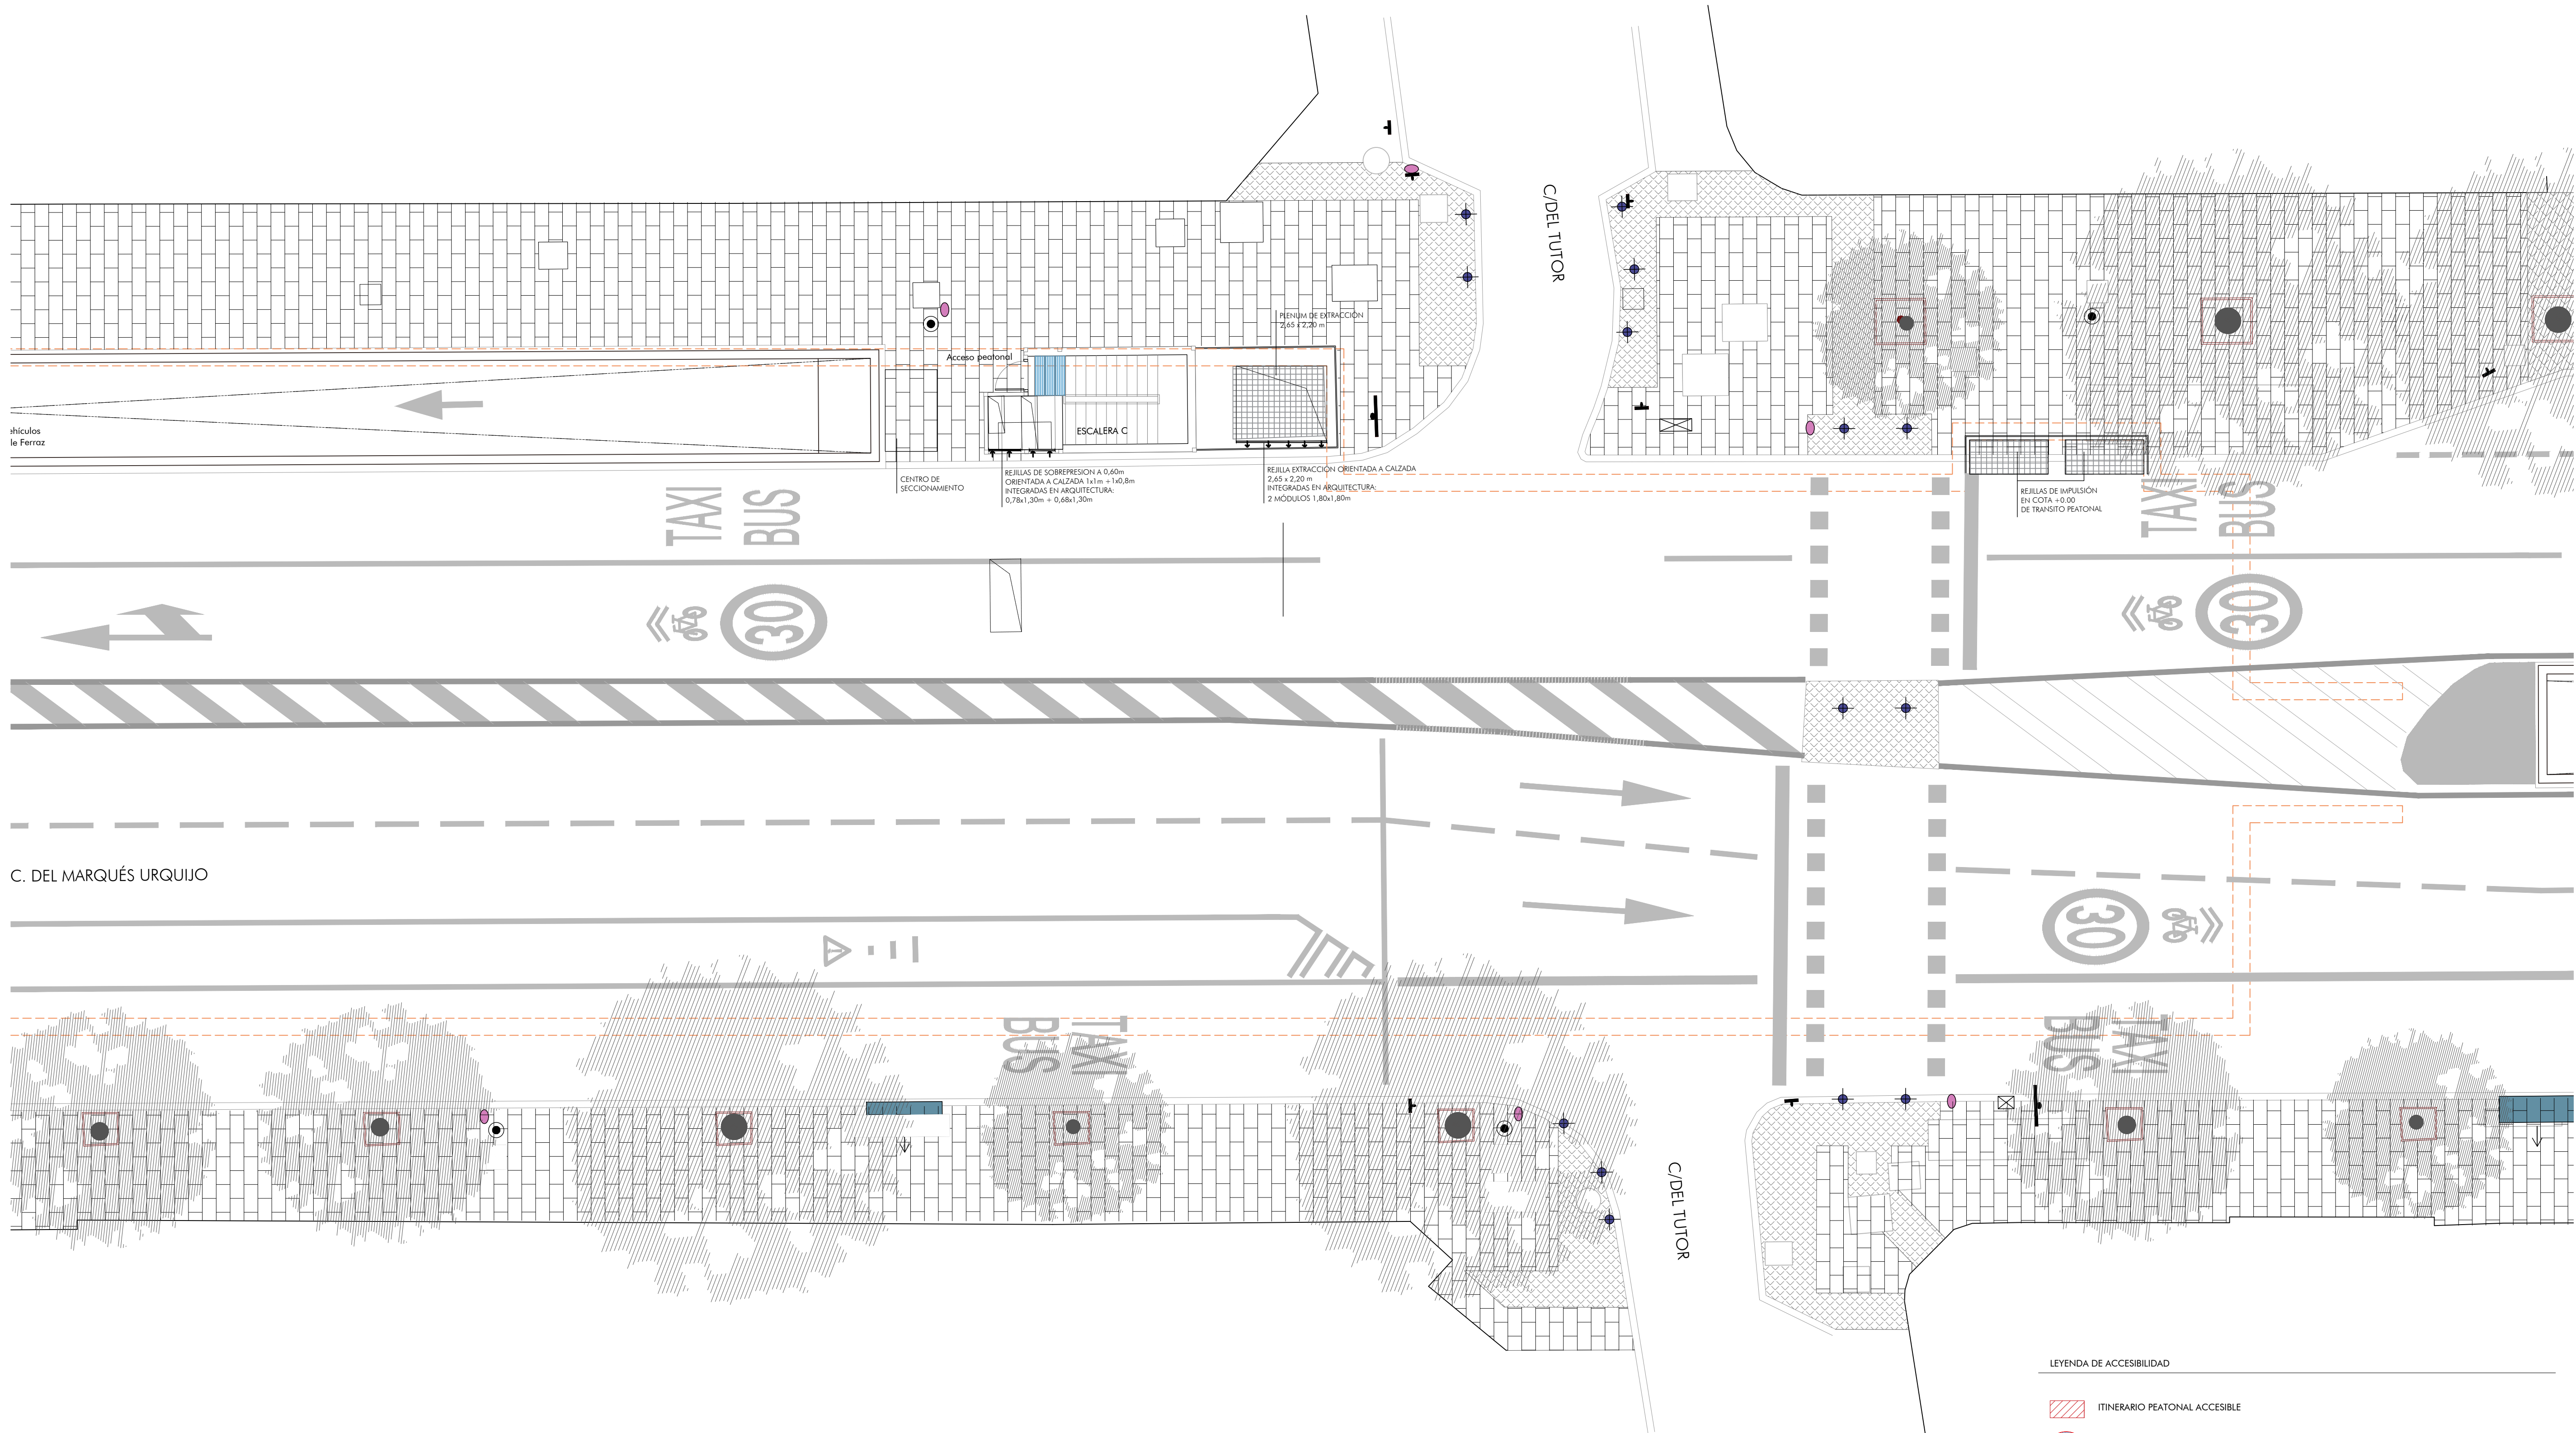 C/DEL TUTOR
PLENUM DE EXTRACCIÓN
2,65 x 2,20 m
Acceso peatonal
ehículos
le Ferraz
ESCALERA C
CENTRO DE
SECCIONAMIENTO
REJILLAS DE SOBREPRESION A 0,60m
ORIENTADA A CALZADA 1x1m +1x0,8m
INTEGRADAS EN ARQUITECTURA:
0,78x1,30m + 0,68x1,30m
REJILLA EXTRACCIÓN ORIENTADA A CALZADA
2,65 x 2,20 m
INTEGRADAS EN ARQUITECTURA:
2 MÓDULOS 1,80x1,80m
REJILLAS DE IMPULSIÓN
EN COTA +0.00
DE TRANSITO PEATONAL
TAXI
BUS
TAXI
BUS
30
30
C. DEL MARQUÉS URQUIJO
30
BUS
TAXI
BUS
TAXI
C/DEL TUTOR
LEYENDA DE ACCESIBILIDAD
ITINERARIO PEATONAL ACCESIBLE